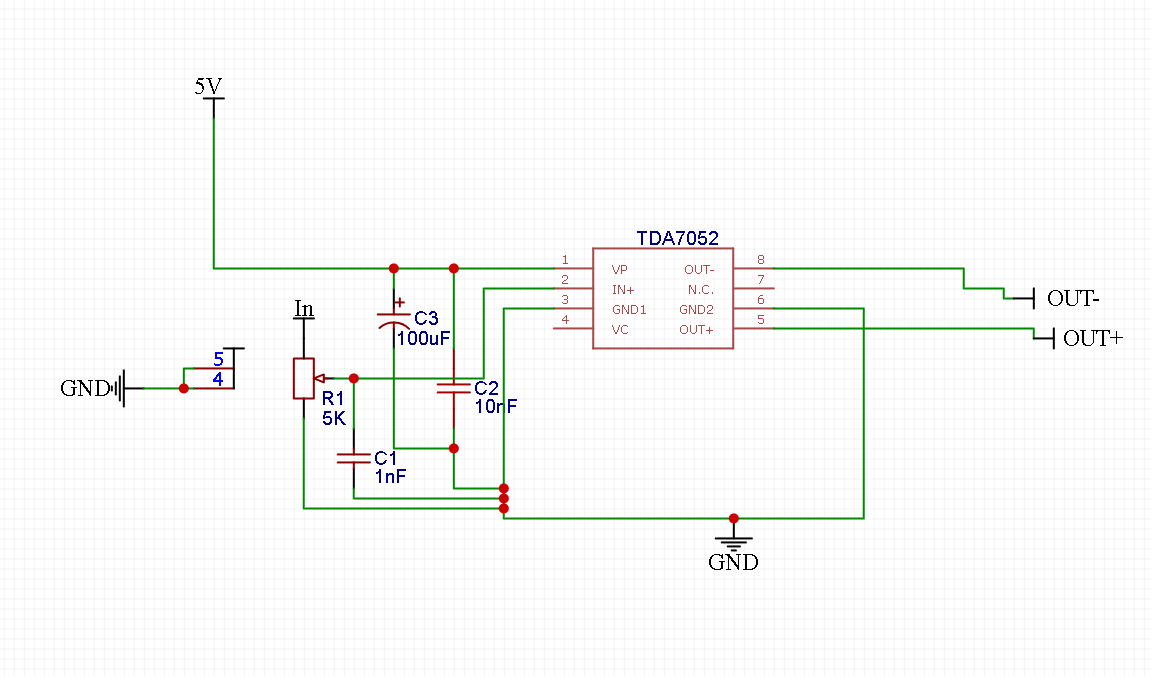 5V
TDA7052
1 VP OUT- 8
2 IN+ N.C. 7
3 GND1 GND2 6
4 VC OUT+ 5
OUT-
OUT+
In
C3
100uF
5
4
GND
R1
5K
C2
10nF
C1
1nF
GND